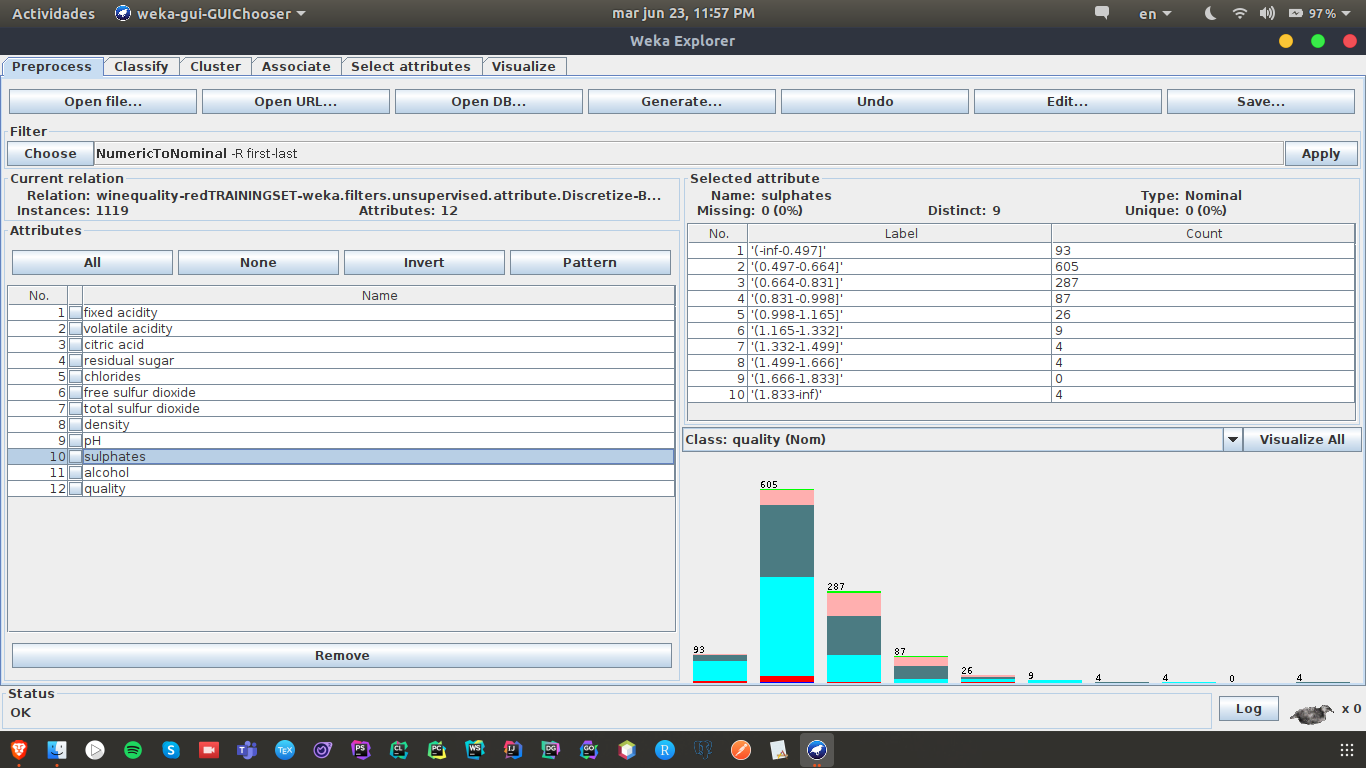 Actividades weka-gui-GUIChooser mar jun 23, 11:57 PM en 97%
Weka Explorer
Preprocess Classify Cluster Associate Select attributes Visualize
Open file... Open URL... Open DB... Generate... Undo Edit... Save...
Filter
Choose NumericToNominal -R first-last Apply
Current relation
Relation: winequality-redTRAININGSET-weka.filters.unsupervised.attribute.Discretize-B...
Instances: 1119 Attributes: 12
Attributes
All None Invert Pattern
No. Name
1 fixed acidity
2 volatile acidity
3 citric acid
4 residual sugar
5 chlorides
6 free sulfur dioxide
7 total sulfur dioxide
8 density
9 pH
10 sulphates
11 alcohol
12 quality
Remove
Selected attribute
Name: sulphates Type: Nominal
Missing: 0 (0%) Distinct: 9 Unique: 0 (0%)
No. Label Count
1 '(-inf-0.497]' 93
2 '(0.497-0.664]' 605
3 '(0.664-0.831]' 287
4 '(0.831-0.998]' 87
5 '(0.998-1.165]' 26
6 '(1.165-1.332]' 9
7 '(1.332-1.499]' 4
8 '(1.499-1.666]' 4
9 '(1.666-1.833]' 0
10 '(1.833-inf)' 4
Class: quality (Nom) Visualize All
93 605 287 87 26 9 4 4 0 4
Status
OK
Log x 0
S TEX PS CL PC WS IJ DG GO R